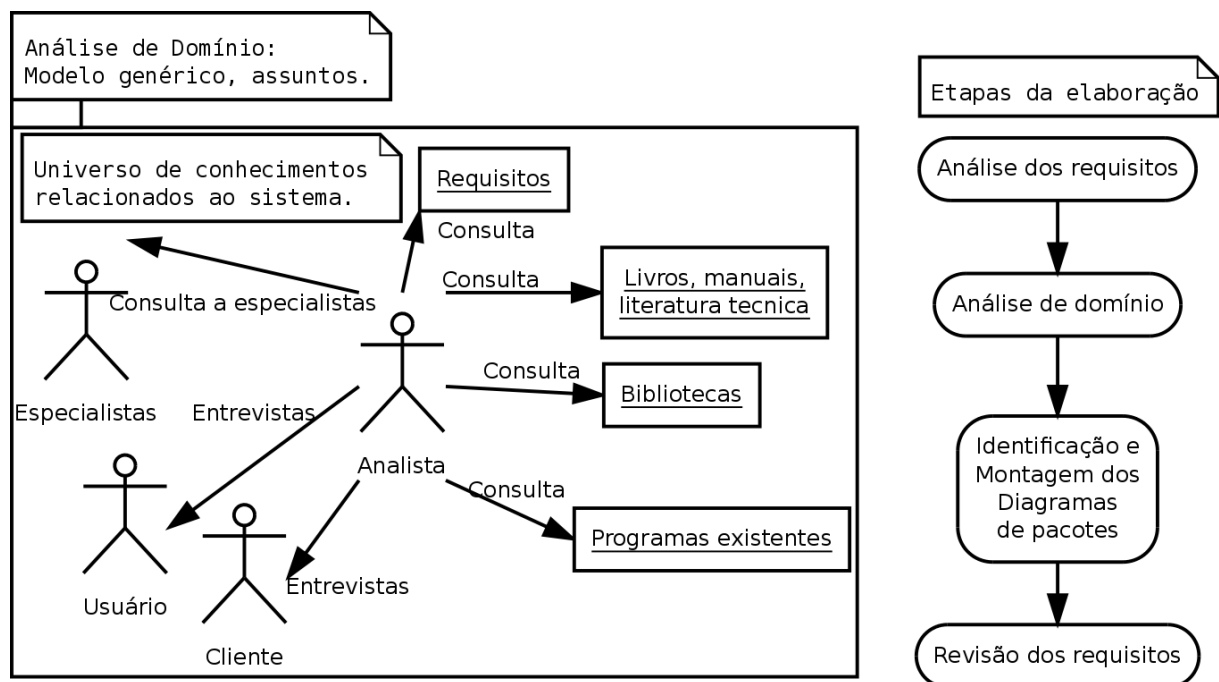 Análise de Domínio:
Modelo genérico, assuntos.
Universo de conhecimentos
relacionados ao sistema.
Requisitos
Consulta
Consulta
Livros, manuais,
literatura tecnica
Consulta a especialistas
Consulta
Bibliotecas
Especialistas
Entrevistas
Analista
Consulta
Programas existentes
Entrevistas
Usuário
Cliente
Etapas da elaboração
Análise dos requisitos
Análise de domínio
Identificação e
Montagem dos
Diagramas
de pacotes
Revisão dos requisitos